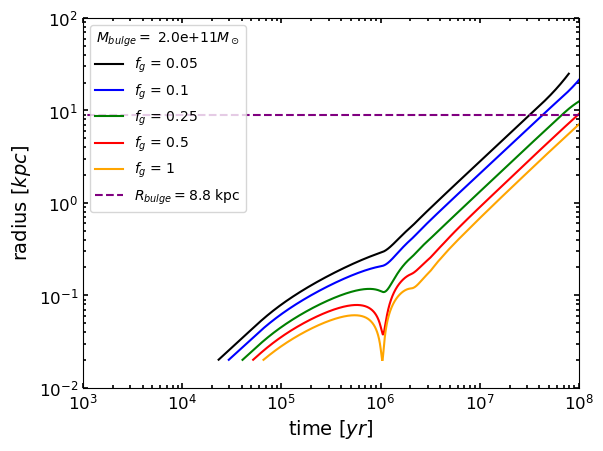 10²
10¹
10⁰
10⁻¹
10⁻²
radius [kpc]
M_bulge = 2.0e+11M_⊙
f_g = 0.05
f_g = 0.1
f_g = 0.25
f_g = 0.5
f_g = 1
R_bulge = 8.8 kpc
10³ 10⁴ 10⁵ 10⁶ 10⁷ 10⁸
time [yr]